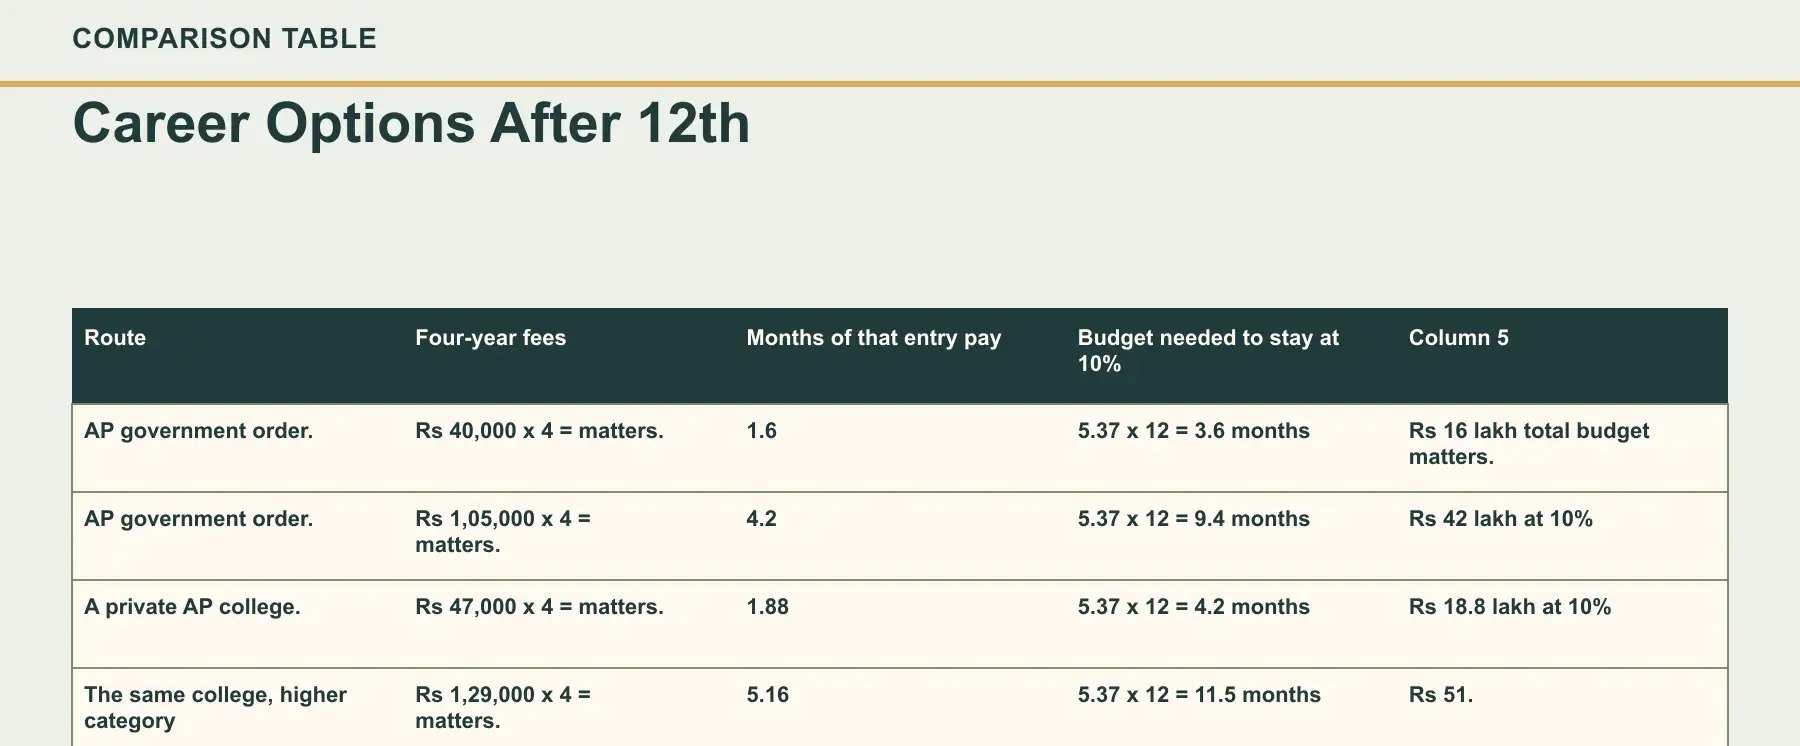 COMPARISON TABLE
Career Options After 12th
Route
Four-year fees
Months of that entry pay
Budget needed to stay at
10%
Column 5
AP government order.
Rs 40,000 x 4 = matters.
1.6
5.37 x 12 = 3.6 months
Rs 16 lakh total budget
matters.
AP government order.
Rs 1,05,000 x 4 =
matters.
4.2
5.37 x 12 = 9.4 months
Rs 42 lakh at 10%
A private AP college.
Rs 47,000 x 4 = matters.
1.88
5.37 x 12 = 4.2 months
Rs 18.8 lakh at 10%
The same college, higher
category
Rs 1,29,000 x 4 =
matters.
5.16
5.37 x 12 = 11.5 months
Rs 51.